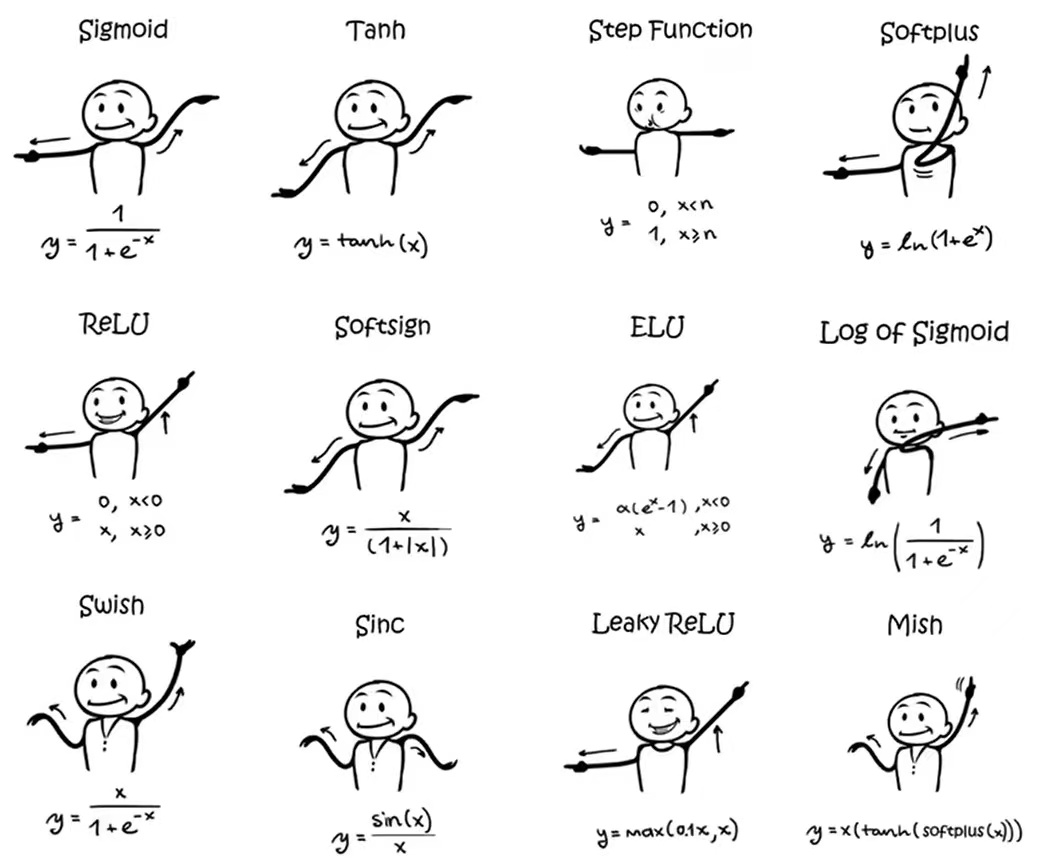 Sigmoid
y = 1 / 1+e^-x
Tanh
y = tanh(x)
Step Function
y = 0, x<n
1, x≥n
Softplus
y = ln(1+e^x)
ReLU
y = 0, x<0
x, x≥0
Softsign
y = x / (1+|x|)
ELU
y = α(e^x-1), x<0
x, x≥0
Log of Sigmoid
y = ln(1 / 1+e^-x)
Swish
y = x / 1+e^-x
Sinc
y = sin(x) / x
Leaky ReLU
y = max(0.1x, x)
Mish
y = x(tanh(softplus(x)))